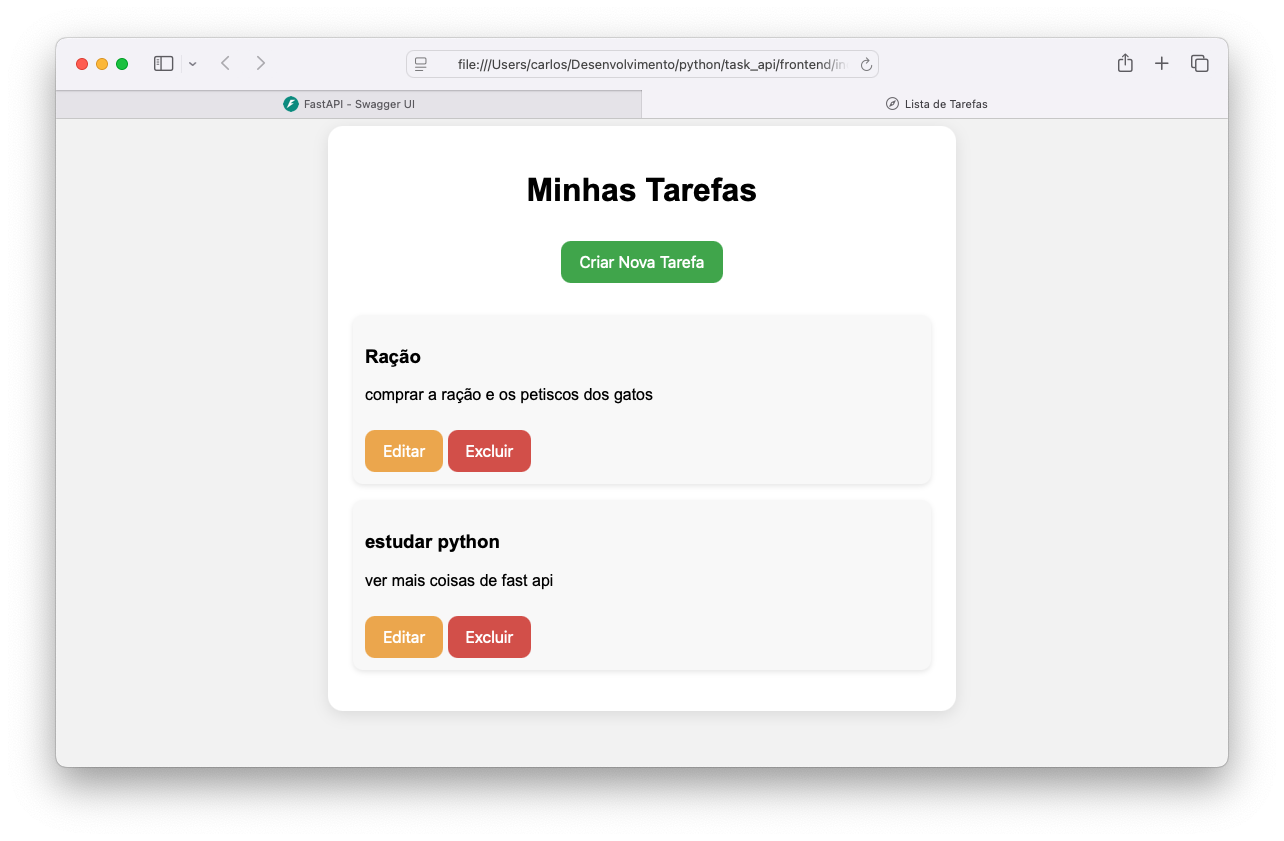 file:///Users/carlos/Desenvolvimento/python/task_api/frontend/in
FastAPI - Swagger UI
Lista de Tarefas
Minhas Tarefas
Criar Nova Tarefa
Ração
comprar a ração e os petiscos dos gatos
Editar Excluir
estudar python
ver mais coisas de fast api
Editar Excluir